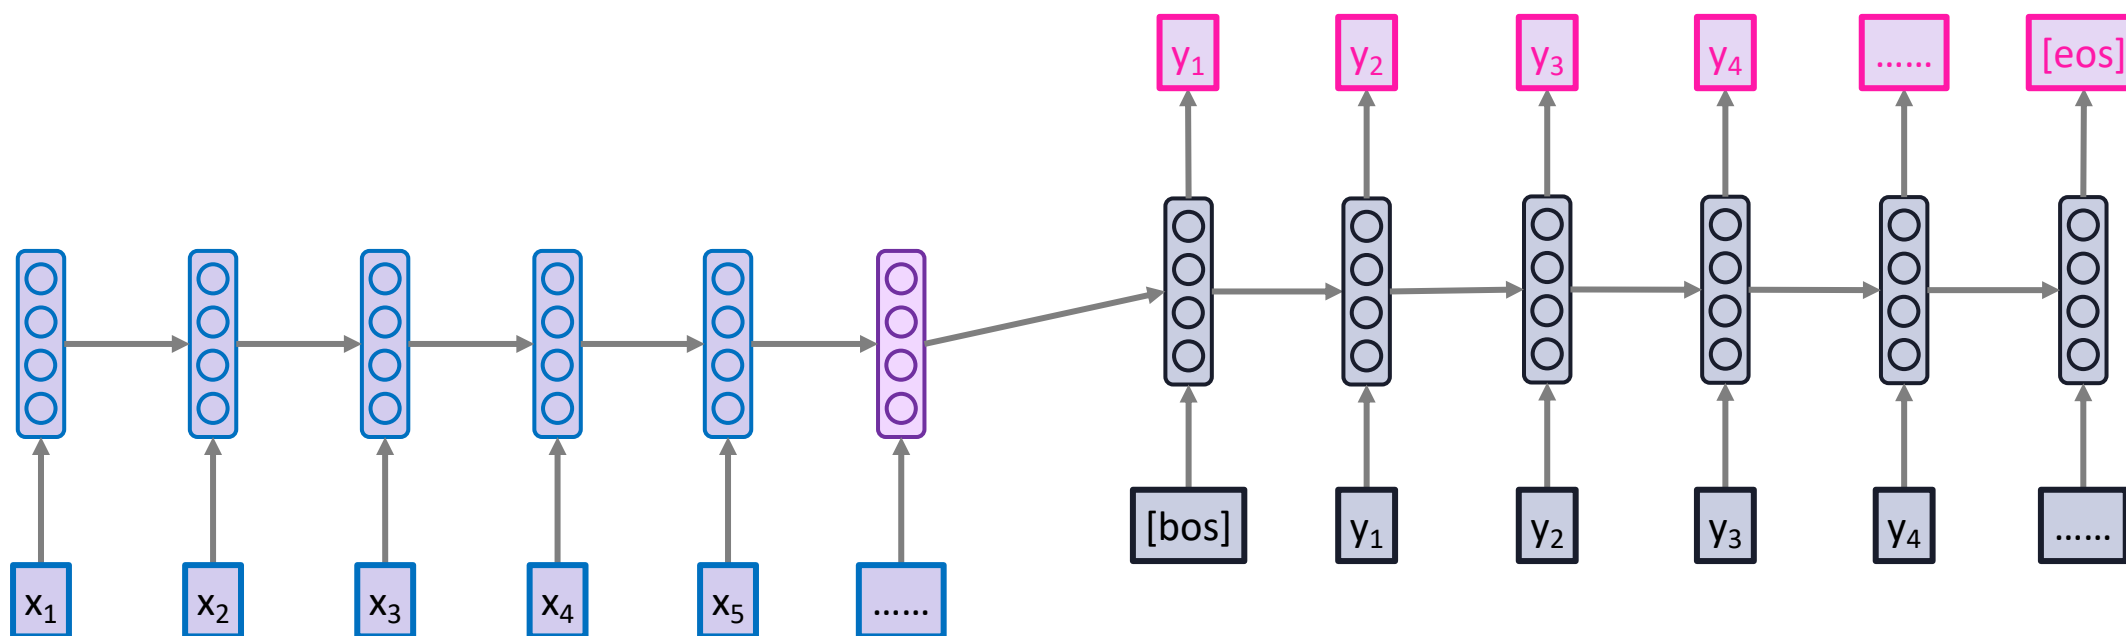 y₁ y₂ y₃ y₄ ...... [eos]
[bos] y₁ y₂ y₃ y₄ ......
x₁ x₂ x₃ x₄ x₅ ......